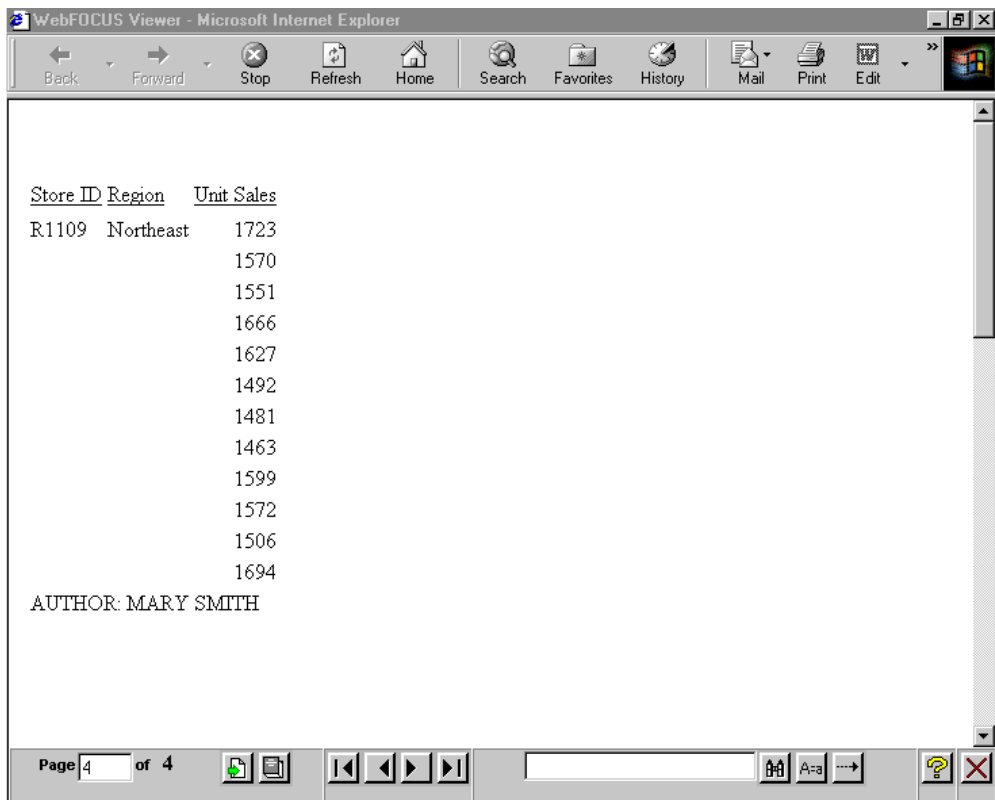 WebFOCUS Viewer - Microsoft Internet Explorer
Back Forward Stop Refresh Home Search Favorites History Mail Print Edit »
Store ID Region Unit Sales
R1109 Northeast 1723
1570
1551
1666
1627
1492
1481
1463
1599
1572
1506
1694
AUTHOR: MARY SMITH
Page 4 of 4 A=a ?